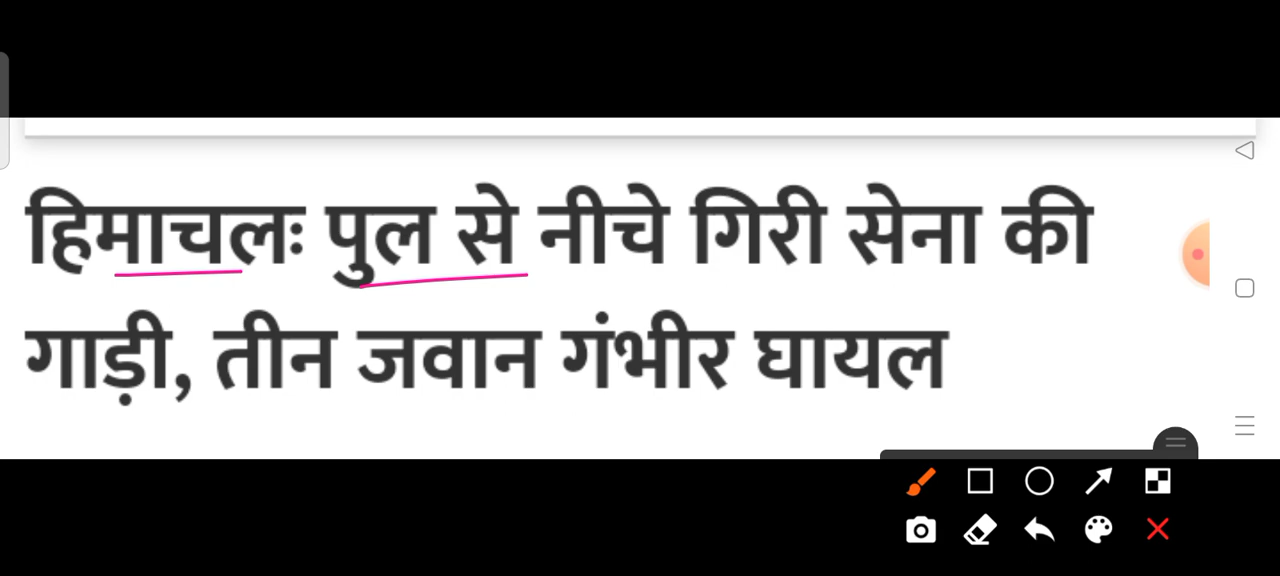 हिमाचलः पुल से नीचे गिरी सेना की
गाड़ी, तीन जवान गंभीर घायल